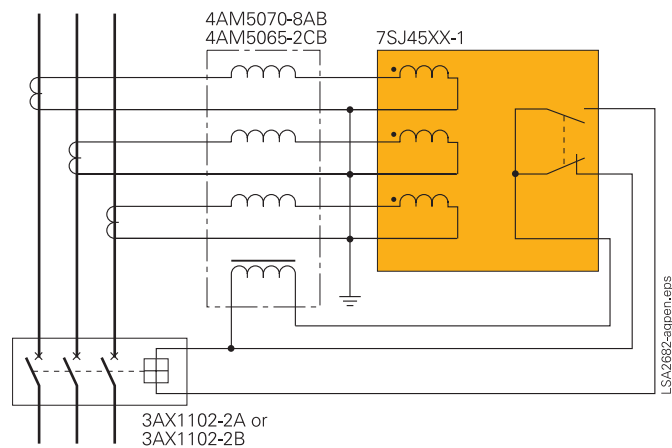 4AM5070-8AB
4AM5065-2CB
7SJ45XX-1
LSA2682-agpen.eps
3AX1102-2A or
3AX1102-2B